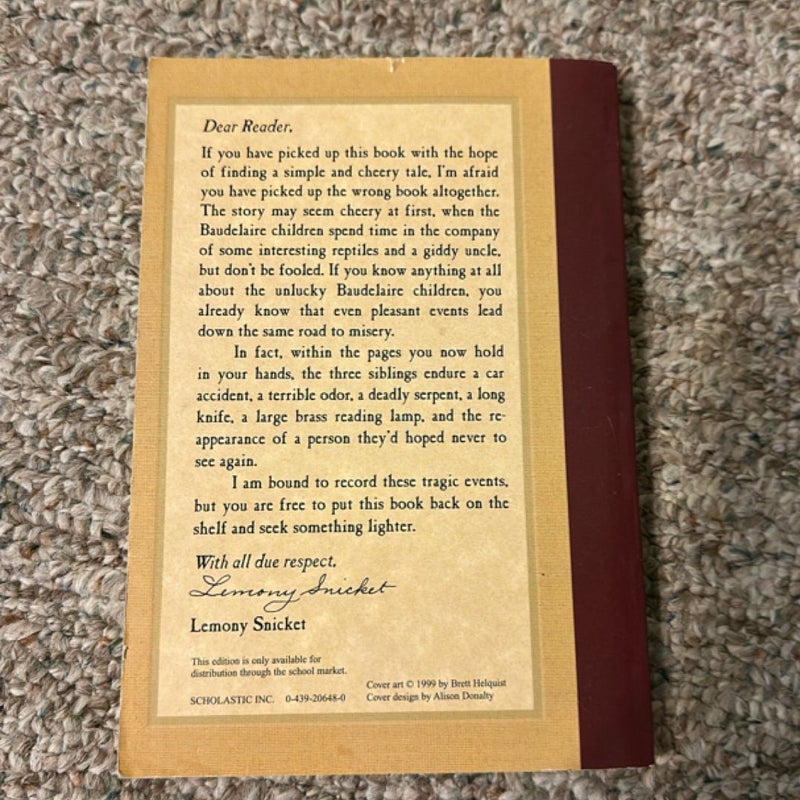 Dear Reader,
If you have picked up this book with the hope
of finding a simple and cheery tale, I'm afraid
you have picked up the wrong book altogether.
The story may seem cheery at first, when the
Baudelaire children spend time in the company
of some interesting reptiles and a giddy uncle,
but don't be fooled. If you know anything at all
about the unlucky Baudelaire children, you
already know that even pleasant events lead
down the same road to misery.
In fact, within the pages you now hold
in your hands, the three siblings endure a car
accident, a terrible odor, a deadly serpent, a long
knife, a large brass reading lamp, and the re-
appearance of a person they'd hoped never to
see again.
I am bound to record these tragic events,
but you are free to put this book back on the
shelf and seek something lighter.
With all due respect,
Lemony Snicket
Lemony Snicket
This edition is only available for
distribution through the school market.
SCHOLASTIC INC. 0-439-20648-0
Cover art © 1999 by Brett Helquist
Cover design by Alison Donalty